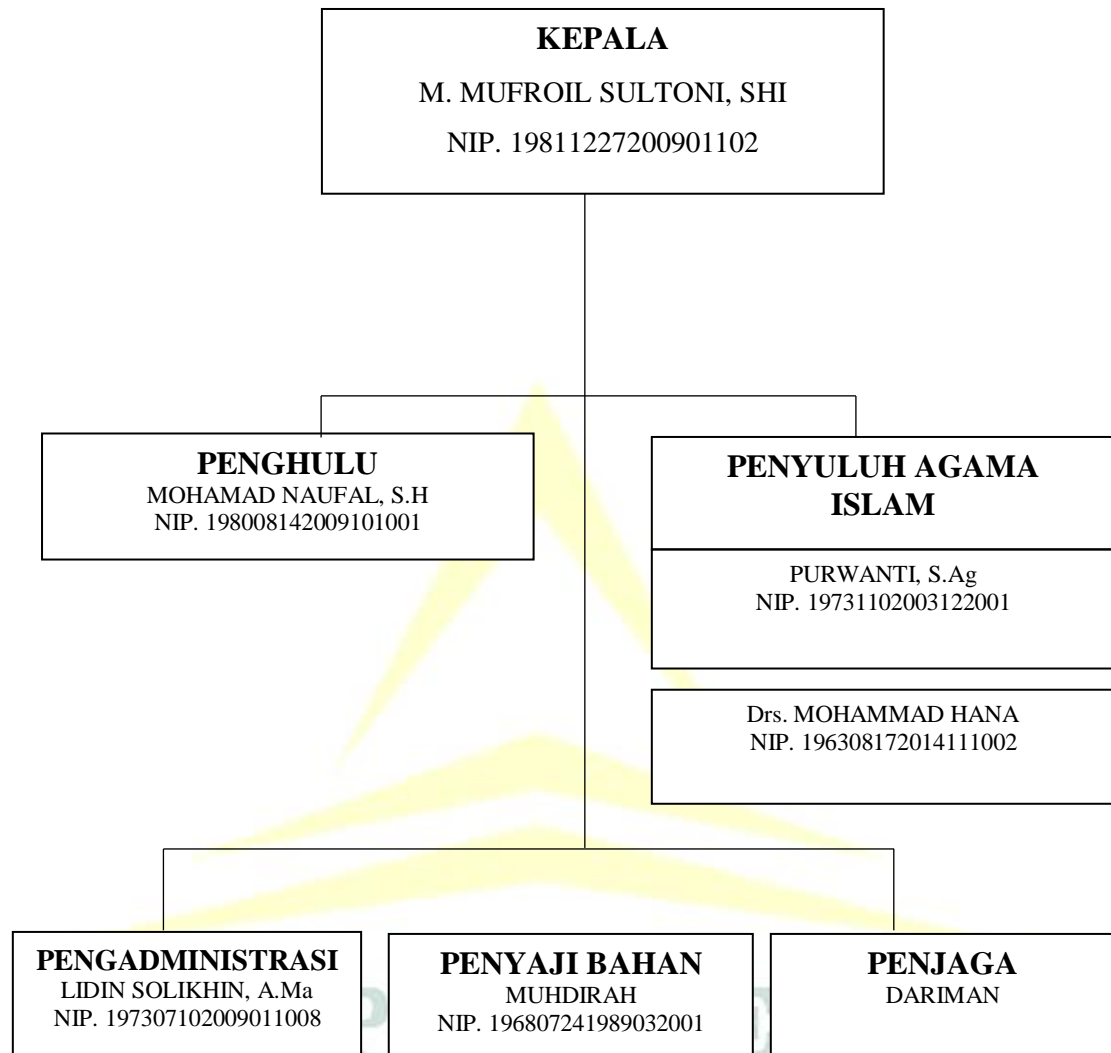 KEPALA
M. MUFROIL SULTONI, SHI
NIP. 19811227200901102
PENGHULU
MOHAMAD NAUFAL, S.H
NIP. 198008142009101001
PENYULUH AGAMA
ISLAM
PURWANTI, S.Ag
NIP. 19731102003122001
Drs. MOHAMMAD HANA
NIP. 196308172014111002
PENGADMINISTRASI
LIDIN SOLIKHIN, A.Ma
NIP. 197307102009011008
PENYAJI BAHAN
MUHDIRAH
NIP. 196807241989032001
PENJAGA
DARIMAN